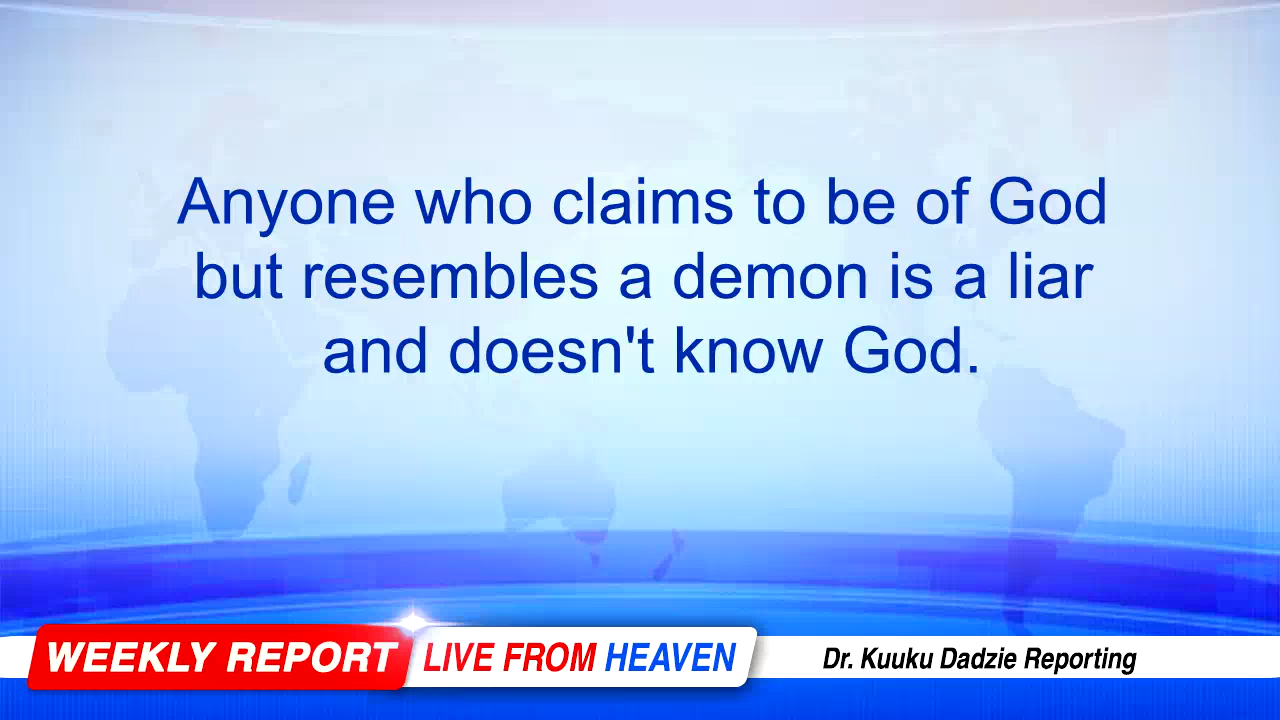 Anyone who claims to be of God
but resembles a demon is a liar
and doesn't know God.
WEEKLY REPORT LIVE FROM HEAVEN Dr. Kuuku Dadzie Reporting